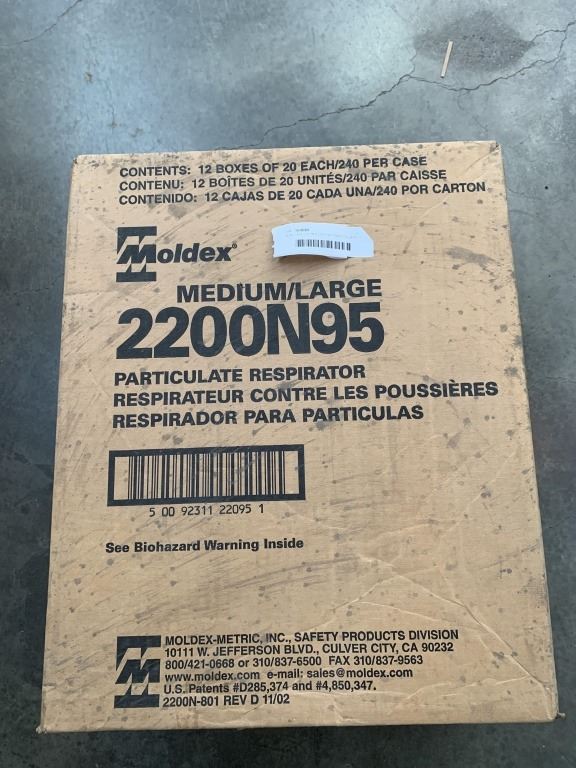 CONTENTS: 12 BOXES OF 20 EACH/240 PER CASE
CONTENU: 12 BOÎTES DE 20 UNITÉS/240 PAR CAISSE
CONTENIDO: 12 CAJAS DE 20 CADA UNA/240 POR CARTON
Moldex®
MEDIUM/LARGE
2200N95
PARTICULATE RESPIRATOR
RESPIRATEUR CONTRE LES POUSSIÈRES
RESPIRADOR PARA PARTICULAS
5 00 92311 22095 1
See Biohazard Warning Inside
MOLDEX-METRIC, INC., SAFETY PRODUCTS DIVISION
10111 W. JEFFERSON BLVD., CULVER CITY, CA 90232
800/421-0668 or 310/837-6500 FAX 310/837-9563
www.moldex.com e-mail: sales@moldex.com
U.S. Patents #D285,374 and #4,850,347.
2200N-801 REV D 11/02